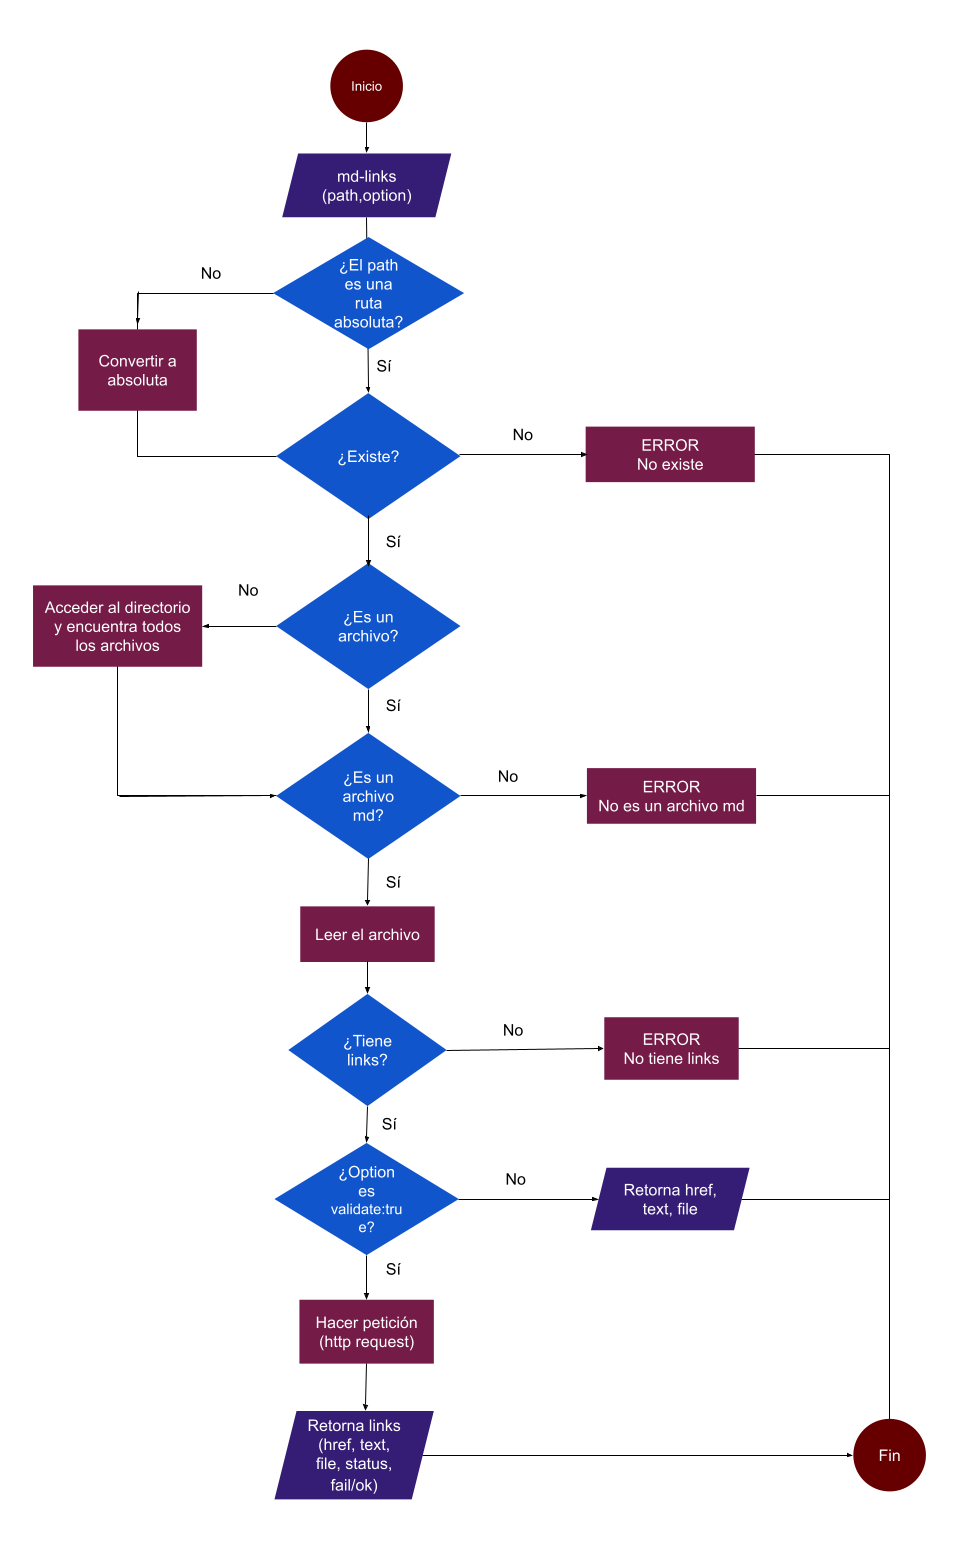 Inicio
md-links
(path,option)
¿El path
es una
ruta
absoluta?
No
Sí
Convertir a
absoluta
¿Existe?
No
ERROR
No existe
Sí
¿Es un
archivo?
No
Acceder al directorio
y encuentra todos
los archivos
Sí
¿Es un
archivo
md?
No
ERROR
No es un archivo md
Sí
Leer el archivo
¿Tiene
links?
No
ERROR
No tiene links
Sí
¿Option
es
validate:tru
e?
No
Retorna href,
text, file
Sí
Hacer petición
(http request)
Retorna links
(href, text,
file, status,
fail/ok)
Fin